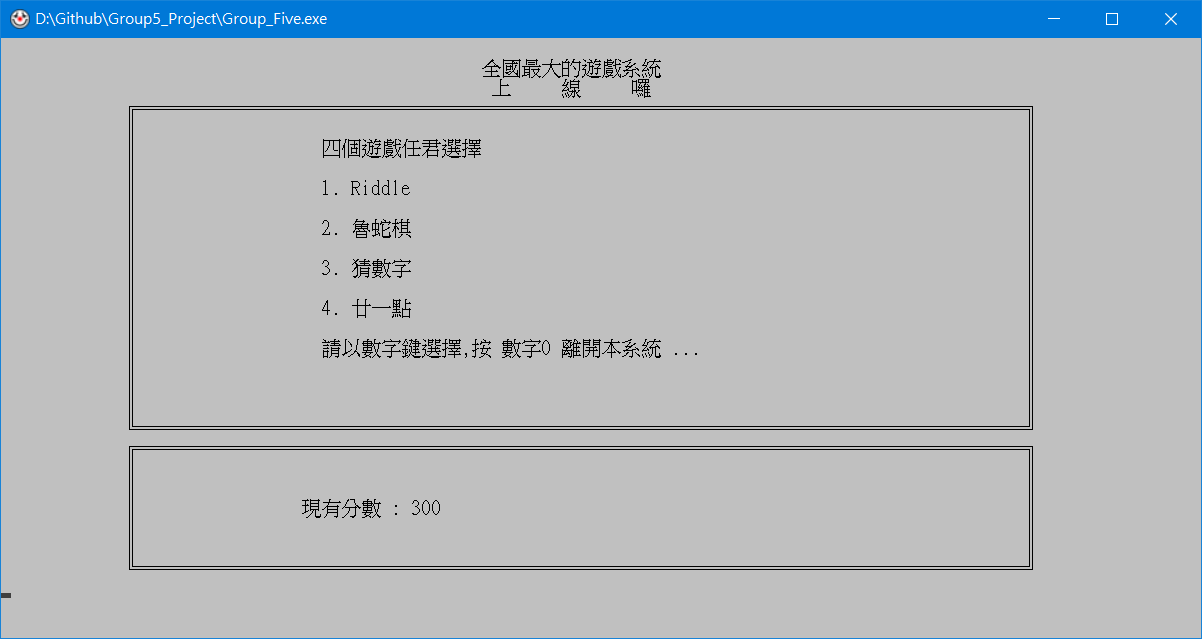 D:\Github\Group5_Project\Group_Five.exe
全國最大的遊戲系統
上 線 囉
四個遊戲任君選擇
1. Riddle
2. 魯蛇棋
3. 猜數字
4. 廿一點
請以數字鍵選擇,按 數字0 離開本系統 ...
現有分數 : 300